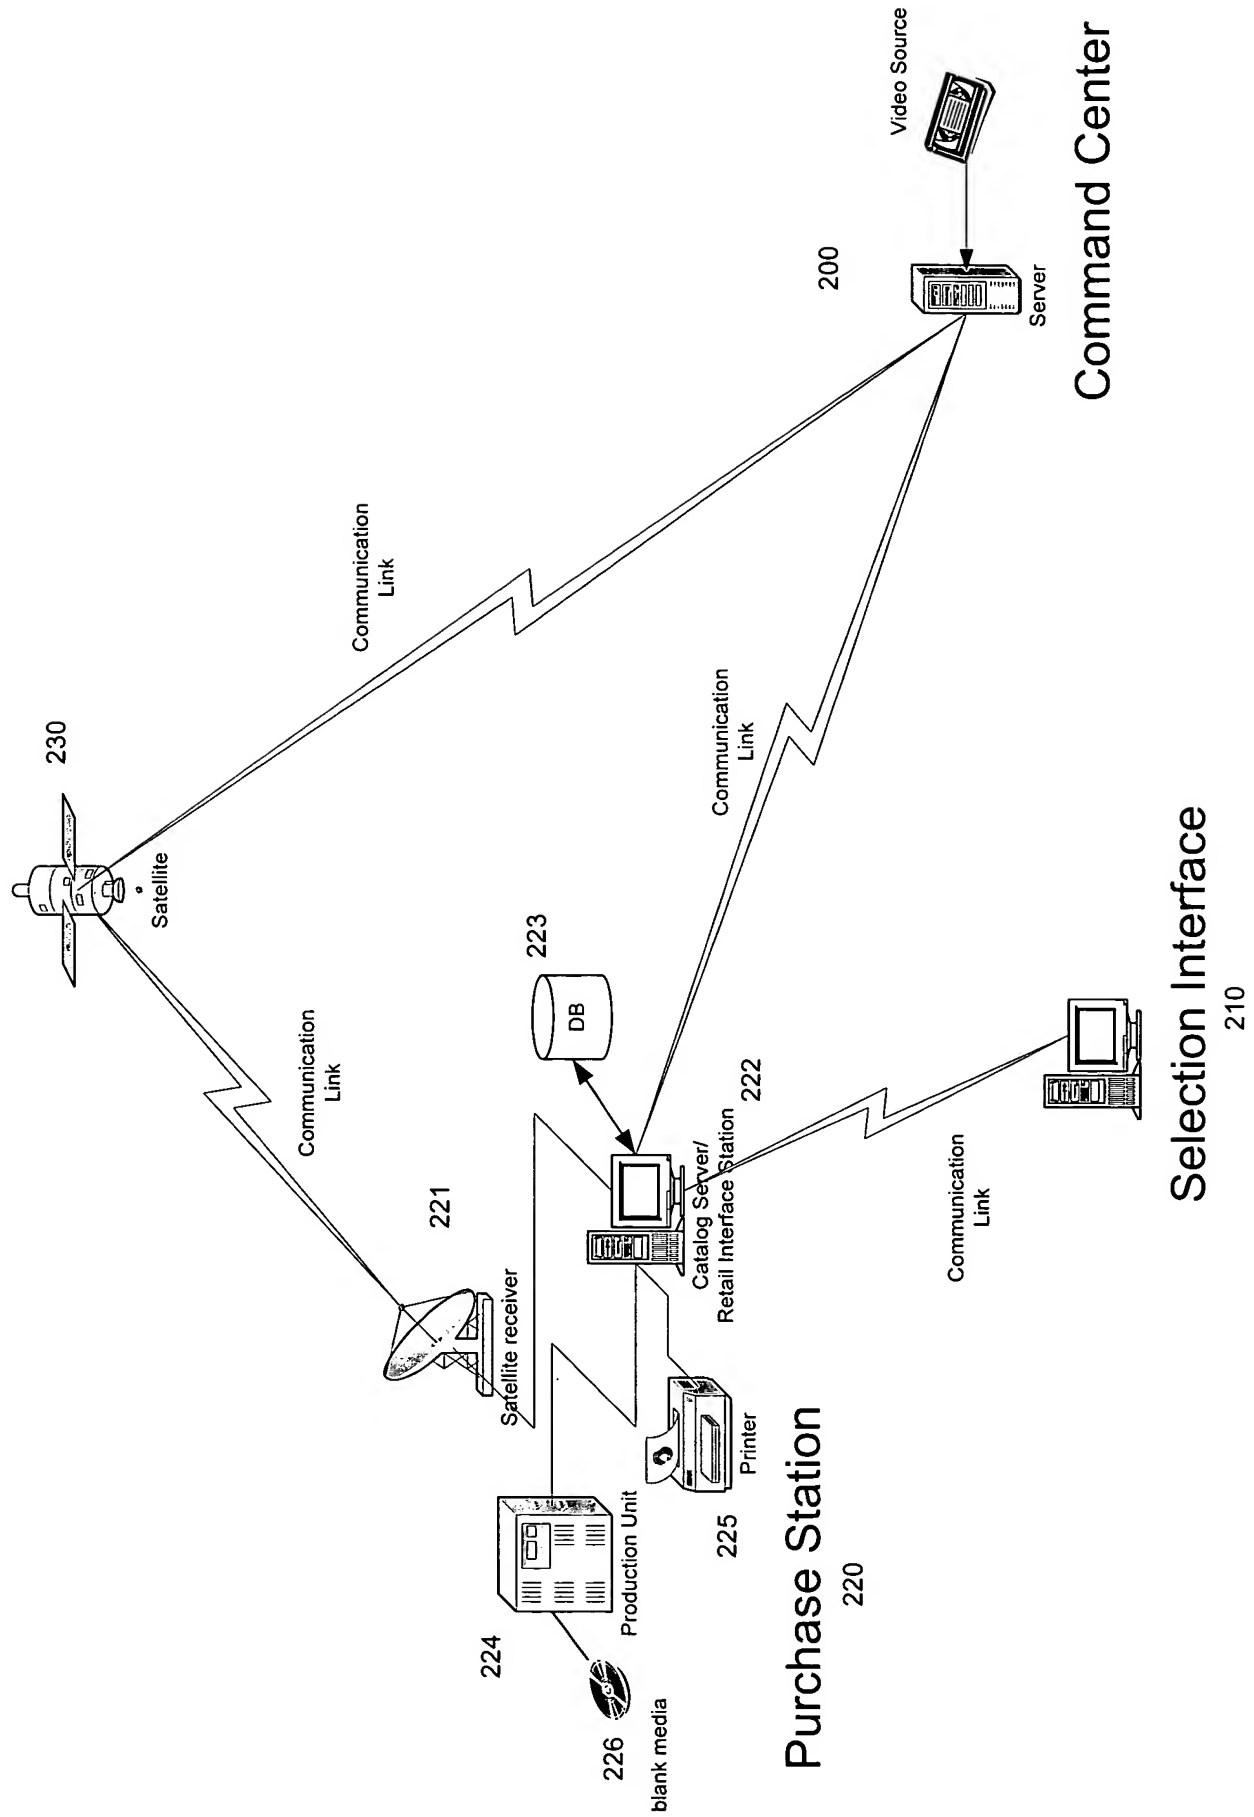 230
Satellite
Communication
Link
Communication
Link
221
Satellite receiver
223
DB
224
Production Unit
226
blank media
Catalog Server/
Retail Interface Station
222
225
Printer
Communication
Link
200
Video Source
Server
Communication
Link
Purchase Station
220
Selection Interface
210
Command Center